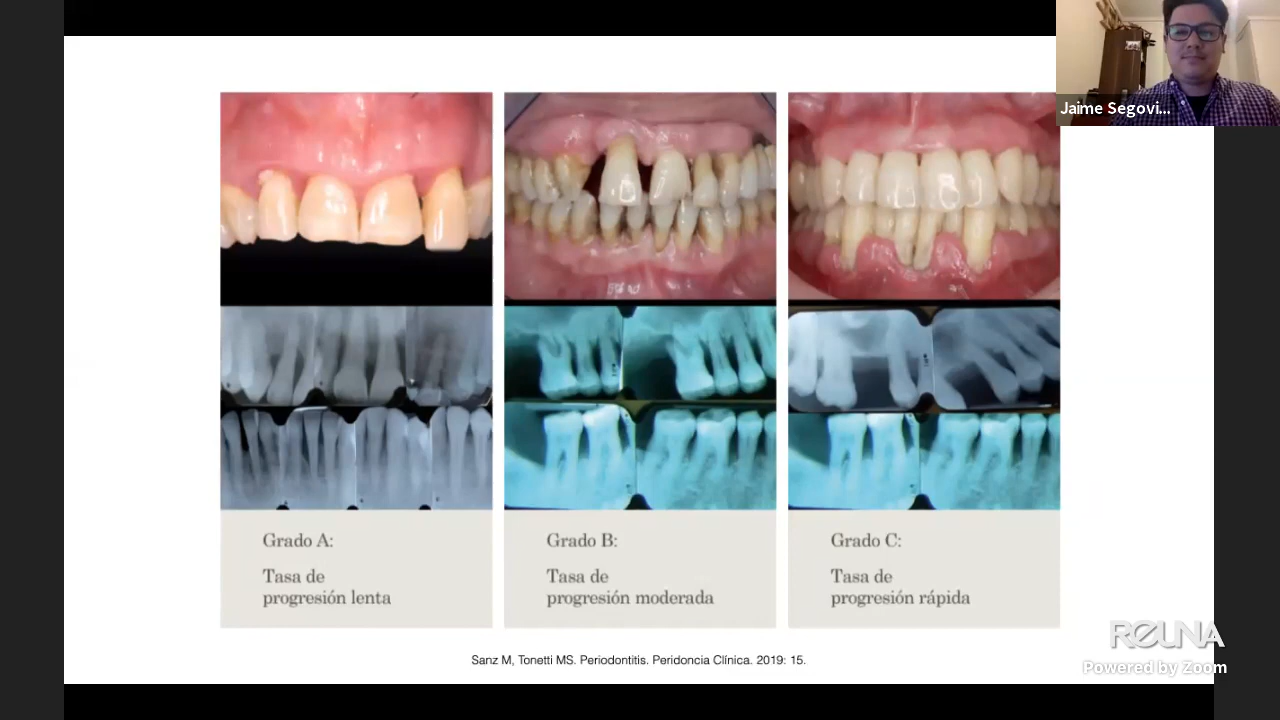 Jaime Segovi...
Grado A:
Tasa de
progresión lenta
Grado B:
Tasa de
progresión moderada
Grado C:
Tasa de
progresión rápida
Sanz M, Tonetti MS. Periodontitis. Peridoncia Clínica. 2019: 15.
REUNA
Powered by Zoom